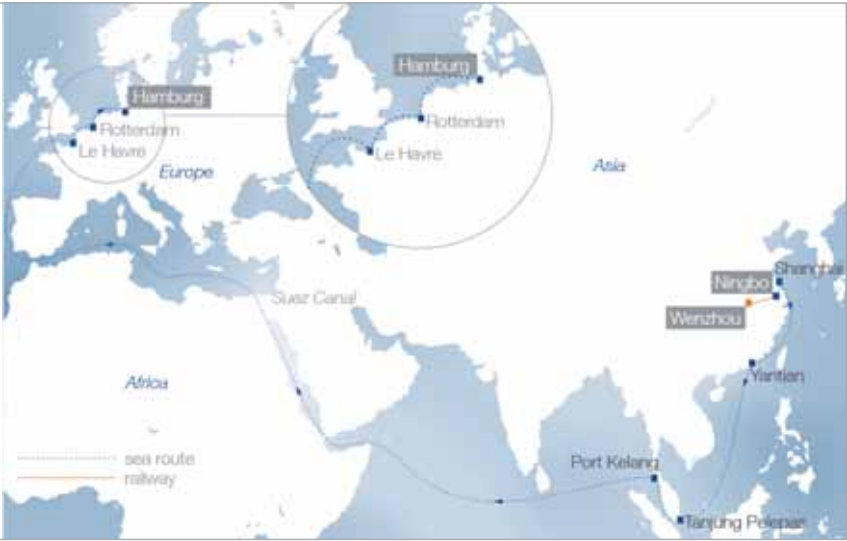 Hamburg
Rotterdam
Le Havre
Europe
Hamburg
Rotterdam
Le Havre
Asia
Shanghai
Ningbo
Wenzhou
Suez Canal
Africa
Yantian
sea route
railway
Port Kelang
Tanjung Pelepas